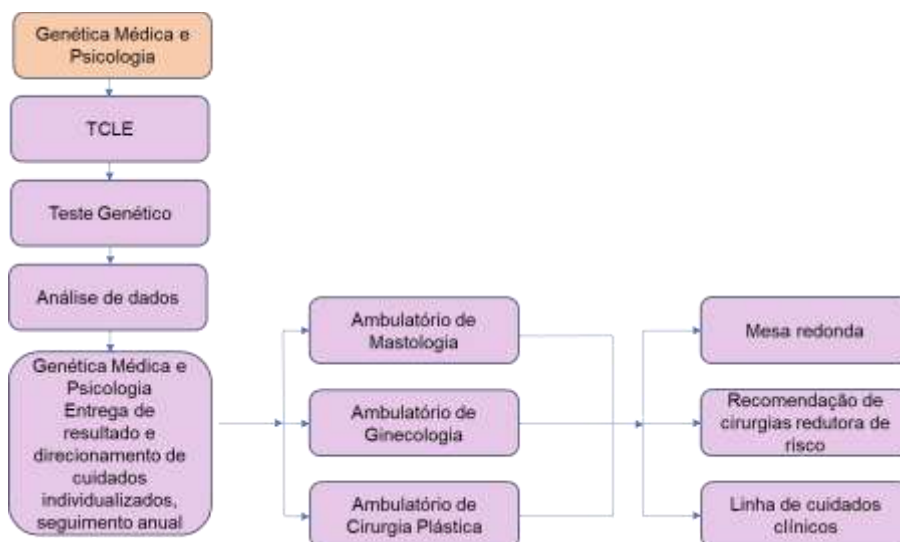 Genética Médica e
Psicologia
TCLE
Teste Genético
Análise de dados
Genética Médica e
Psicologia
Entrega de
resultado e
direcionamento de
cuidados
individualizados,
seguimento anual
Ambulatório de
Mastologia
Ambulatório de
Ginecologia
Ambulatório de
Cirurgia Plástica
Mesa redonda
Recomendação de
cirurgias redutora de
risco
Linha de cuidados
clínicos